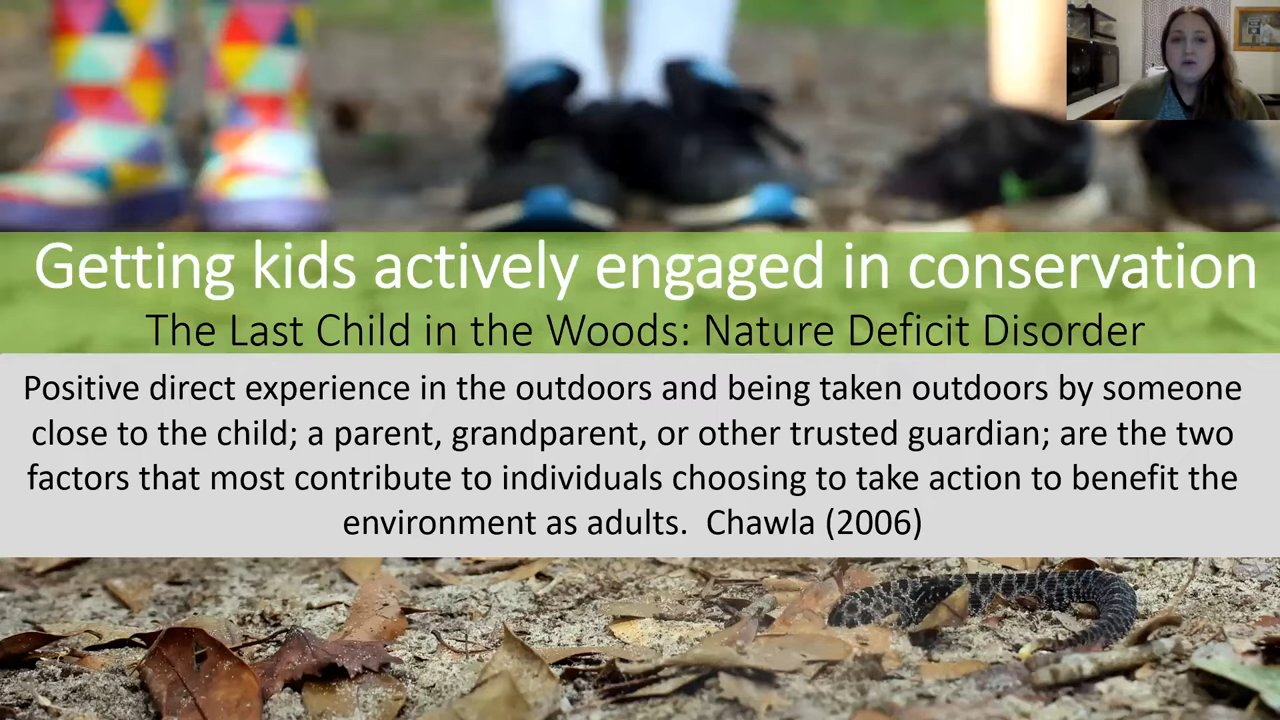 Getting kids actively engaged in conservation
The Last Child in the Woods: Nature Deficit Disorder
Positive direct experience in the outdoors and being taken outdoors by someone
close to the child; a parent, grandparent, or other trusted guardian; are the two
factors that most contribute to individuals choosing to take action to benefit the
environment as adults.  Chawla (2006)